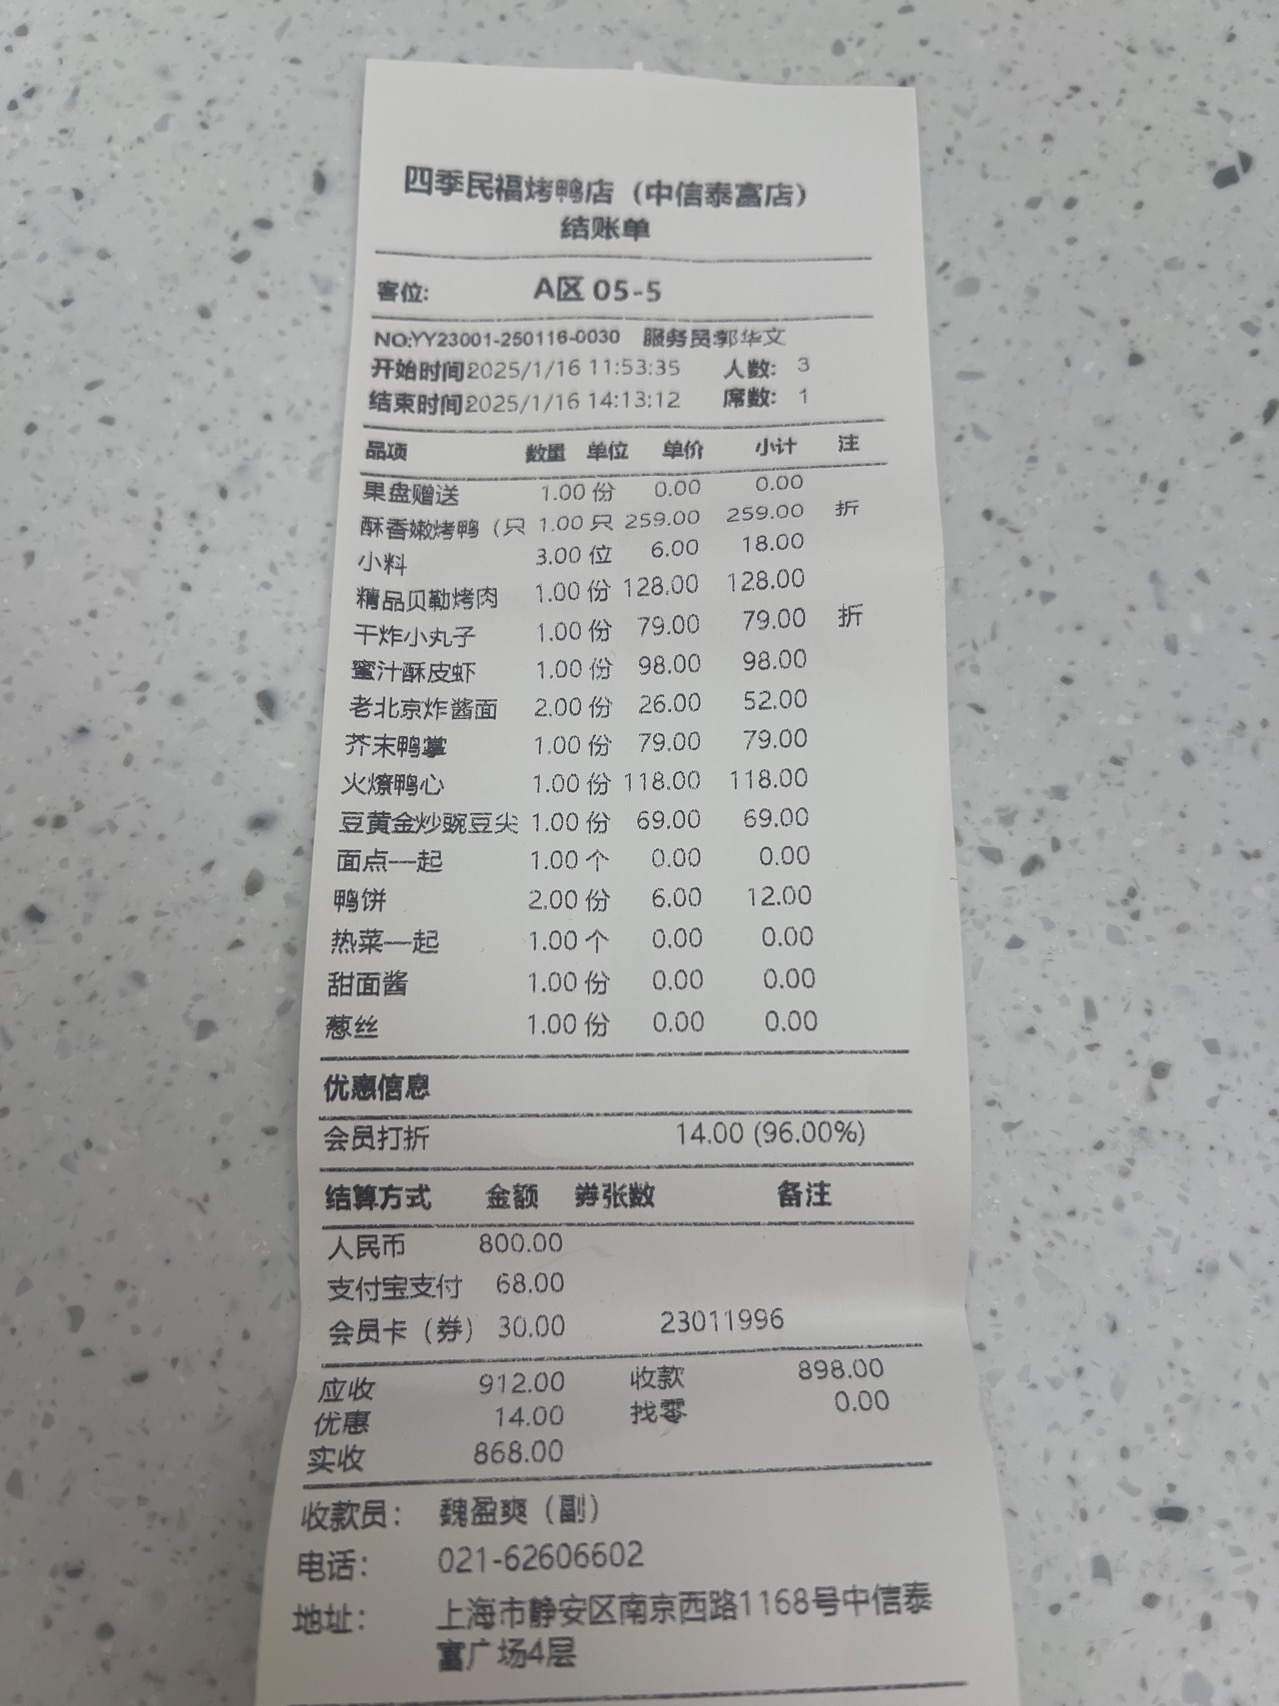 四季民福烤鸭店（中信泰富店）
结账单
客位: A区 05-5
NO:YY23001-250116-0030 服务员:郭华文
开始时间 2025/1/16 11:53:35 人数: 3
结束时间 2025/1/16 14:13:12 席数: 1
品项 数量 单位 单价 小计 注
果盘赠送 1.00 份 0.00 0.00
酥香嫩烤鸭（只 1.00 只 259.00 259.00 折
小料 3.00 位 6.00 18.00
精品贝勒烤肉 1.00 份 128.00 128.00
干炸小丸子 1.00 份 79.00 79.00 折
蜜汁酥皮虾 1.00 份 98.00 98.00
老北京炸酱面 2.00 份 26.00 52.00
芥末鸭掌 1.00 份 79.00 79.00
火燎鸭心 1.00 份 118.00 118.00
豆黄金炒豌豆尖 1.00 份 69.00 69.00
面点一起 1.00 个 0.00 0.00
鸭饼 2.00 份 6.00 12.00
热菜一起 1.00 个 0.00 0.00
甜面酱 1.00 份 0.00 0.00
葱丝 1.00 份 0.00 0.00
优惠信息
会员打折 14.00 (96.00%)
结算方式 金额 券张数 备注
人民币 800.00
支付宝支付 68.00
会员卡（券） 30.00 23011996
应收 912.00 收款 898.00
优惠 14.00 找零 0.00
实收 868.00
收款员: 魏盈爽（副）
电话: 021-62606602
地址: 上海市静安区南京西路1168号中信泰
富广场4层